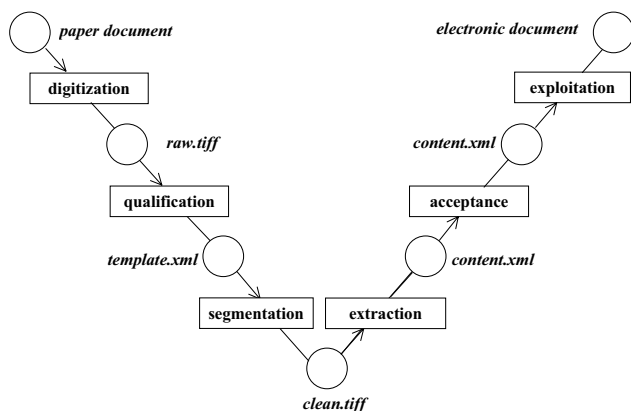 paper document
electronic document
digitization
exploitation
raw.tiff
content.xml
qualification
acceptance
template.xml
content.xml
segmentation
extraction
clean.tiff